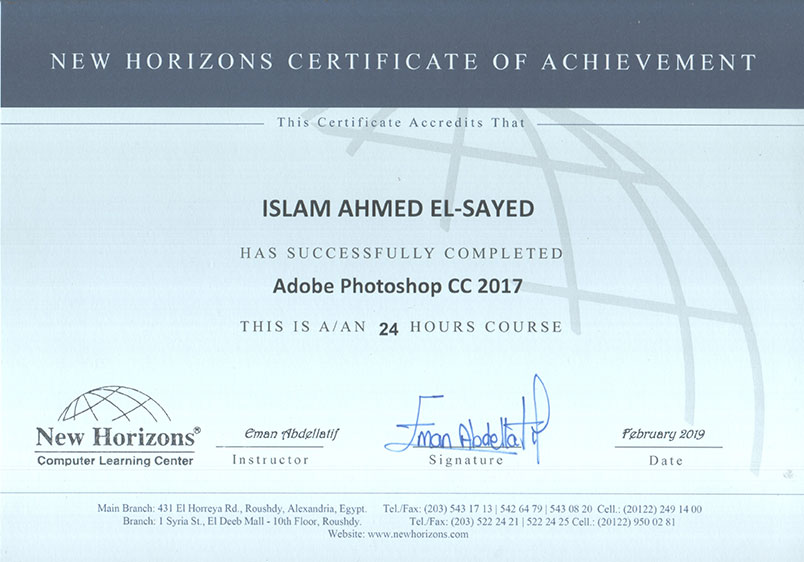 NEW HORIZONS CERTIFICATE OF ACHIEVEMENT
This Certificate Accredits That
ISLAM AHMED EL-SAYED
HAS SUCCESSFULLY COMPLETED
Adobe Photoshop CC 2017
THIS IS A/AN 24 HOURS COURSE
New Horizons®
Computer Learning Center
Eman Abdellatif
Instructor
Eman Abdellatif
Signature
February 2019
Date
Main Branch: 431 El Horreya Rd., Roushdy, Alexandria, Egypt. Tel./Fax: (203) 543 17 13 | 542 64 79 | 543 08 20 Cell.: (20122) 249 14 00
Branch: 1 Syria St., El Deeb Mall - 10th Floor, Roushdy. Tel./Fax: (203) 522 24 21 | 522 24 25 Cell.: (20122) 950 02 81
Website: www.newhorizons.com